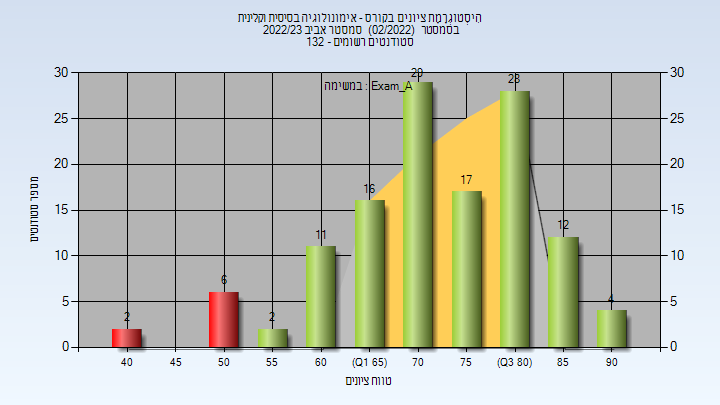 הִיסְטוֹגְרָמַת ציונים בקורס - אימונולוגיה בסיסית וקלינית
בסמסטר (02/2022) סמסטר אביב 2022/23
סטודנטים רשומים - 132
במשימה : Exam_A
מספר סטודנטים
30 25 20 15 10 5 0
2 6 2 11 16 29 17 28 12 4
30 25 20 15 10 5 0
40 45 50 55 60 (Q1 65) 70 75 (Q3 80) 85 90
טווח ציונים